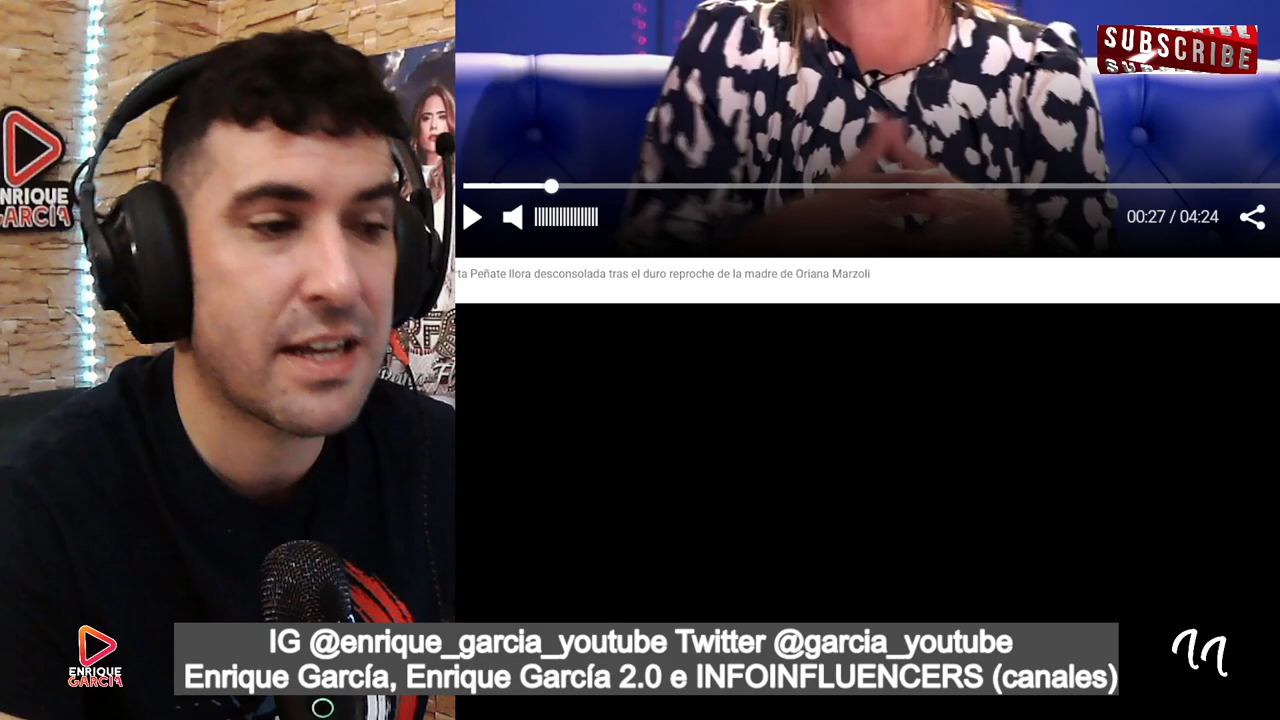 SUBSCRIBE
ENRIQUE
GARCÍA
00:27 / 04:24
Peñate llora desconsolada tras el duro reproche de la madre de Oriana Marzoli
IG @enrique_garcia_youtube Twitter @garcia_youtube
Enrique García, Enrique García 2.0 e INFOINFLUENCERS (canales)
ENRIQUE
GARCÍA